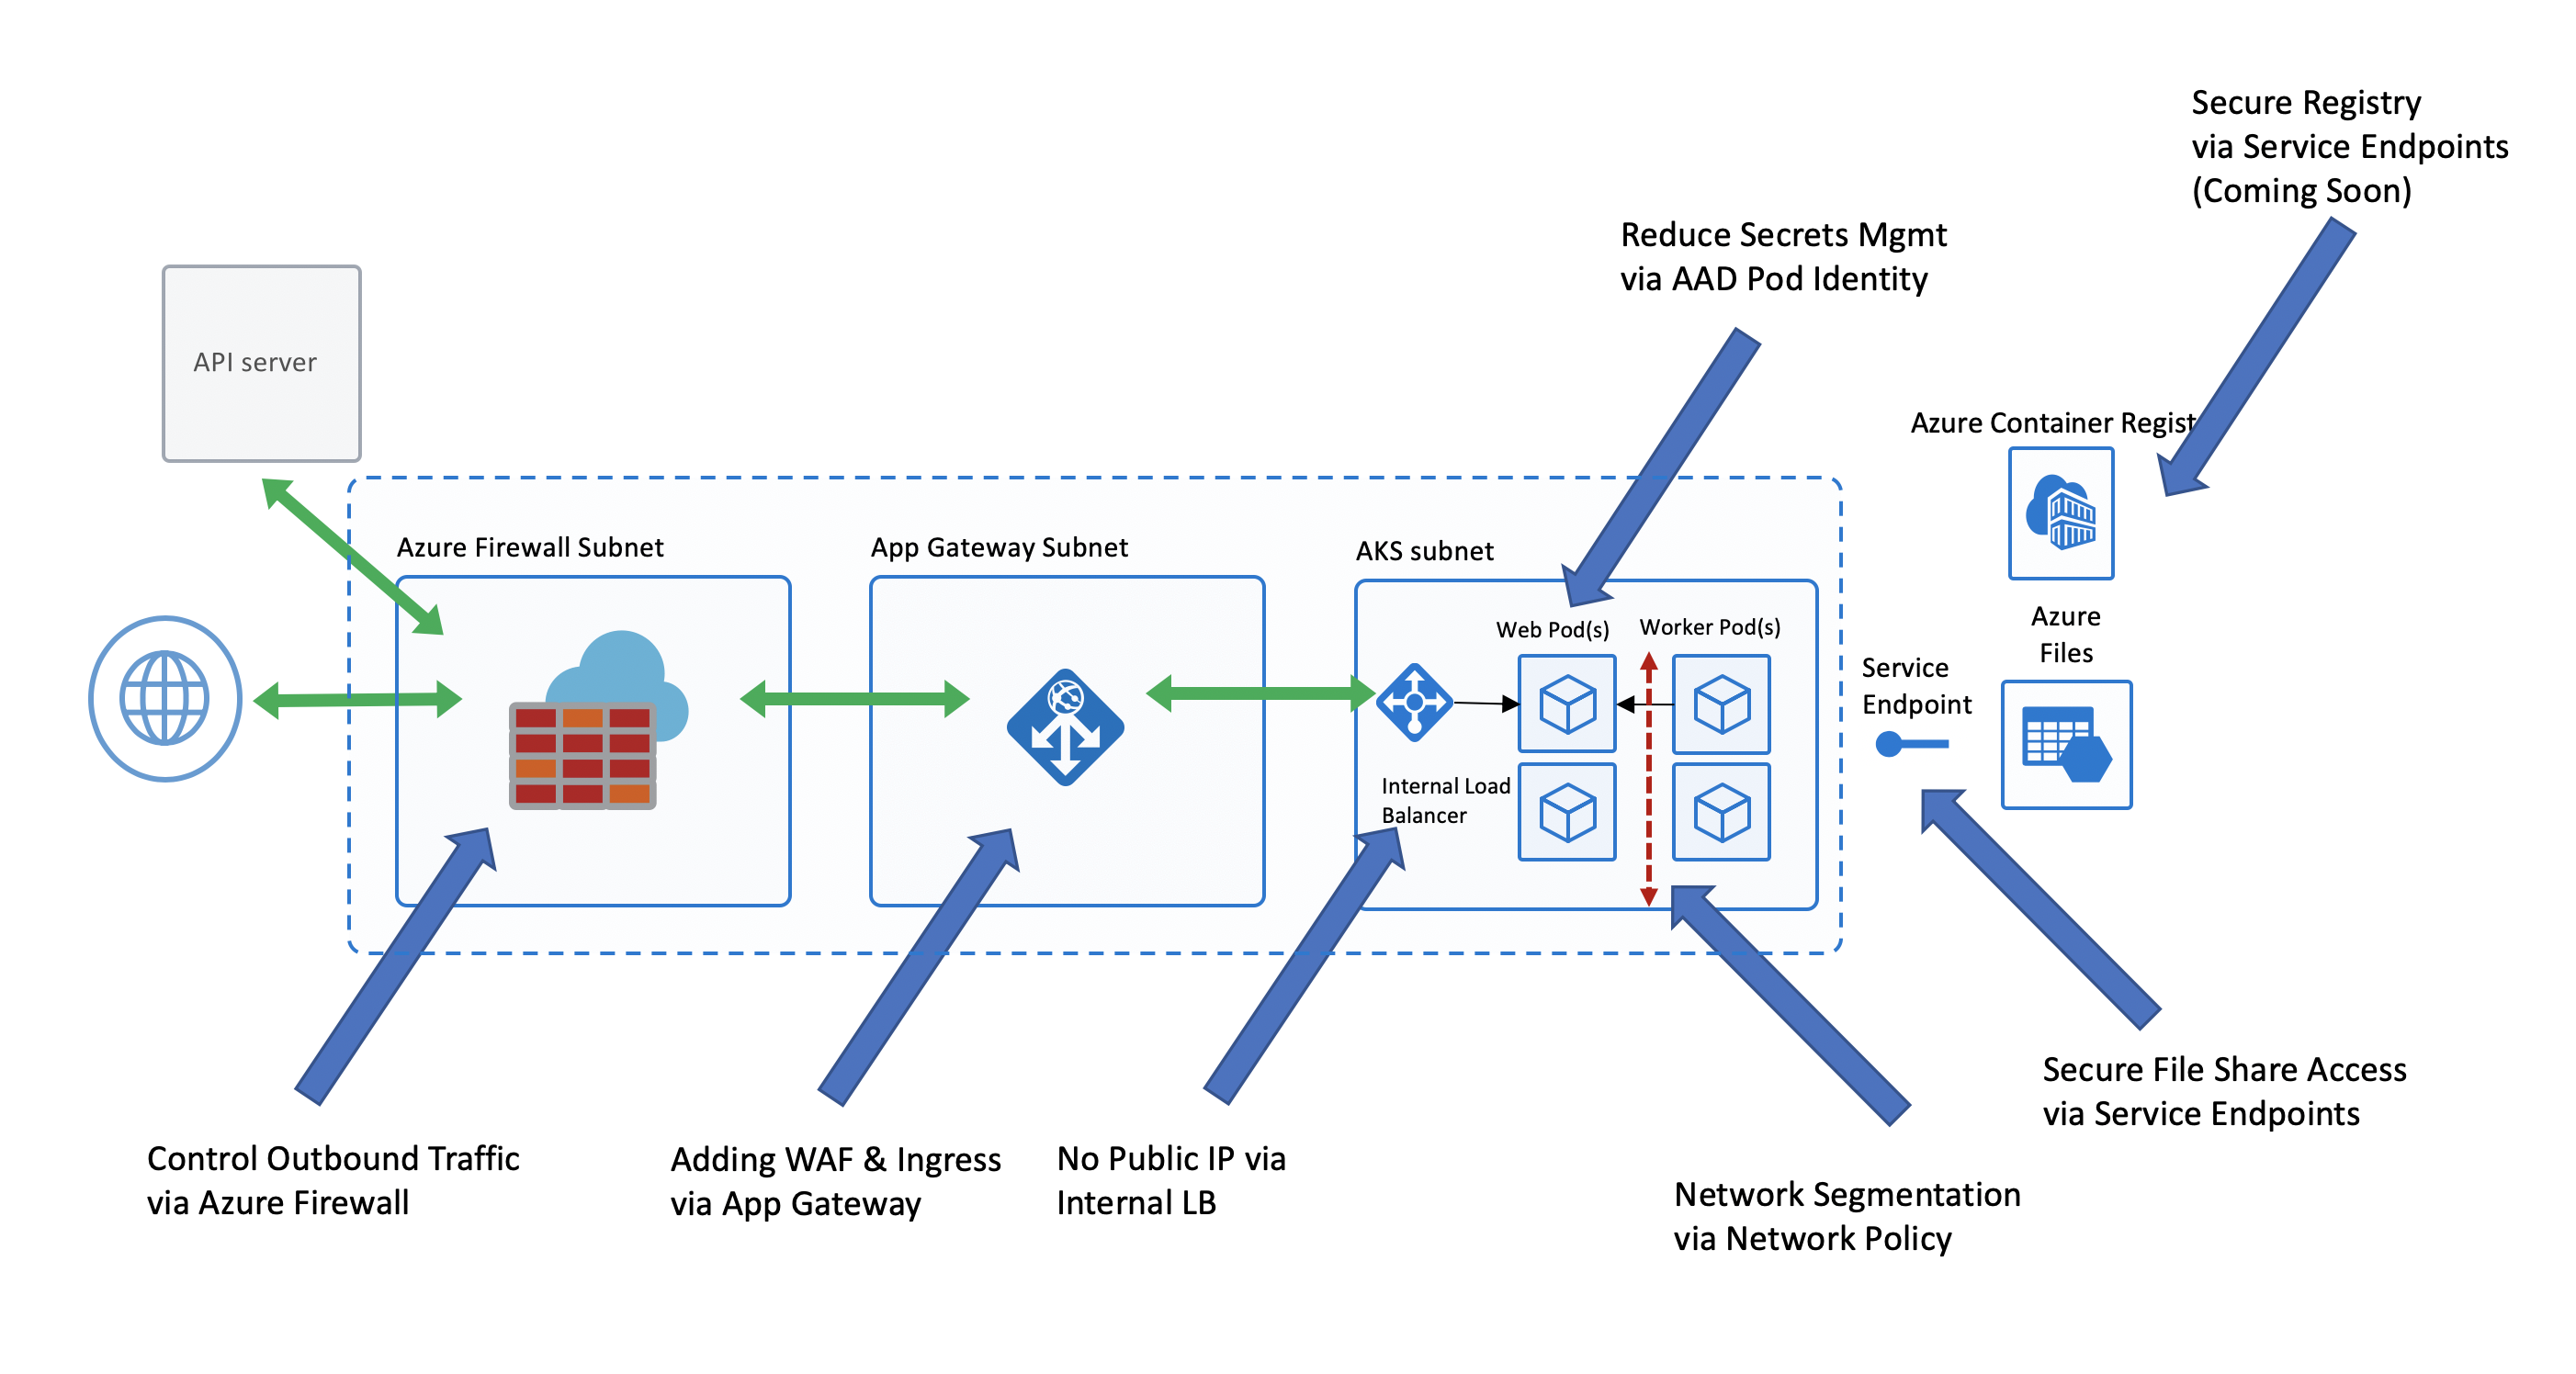 Secure Registry
via Service Endpoints
(Coming Soon)
Reduce Secrets Mgmt
via AAD Pod Identity
API server
Azure Container Regist
Azure Firewall Subnet
App Gateway Subnet
AKS subnet
Web Pod(s)
Worker Pod(s)
Azure
Files
Service
Endpoint
Internal Load
Balancer
Secure File Share Access
via Service Endpoints
Control Outbound Traffic
via Azure Firewall
Adding WAF & Ingress
via App Gateway
No Public IP via
Internal LB
Network Segmentation
via Network Policy